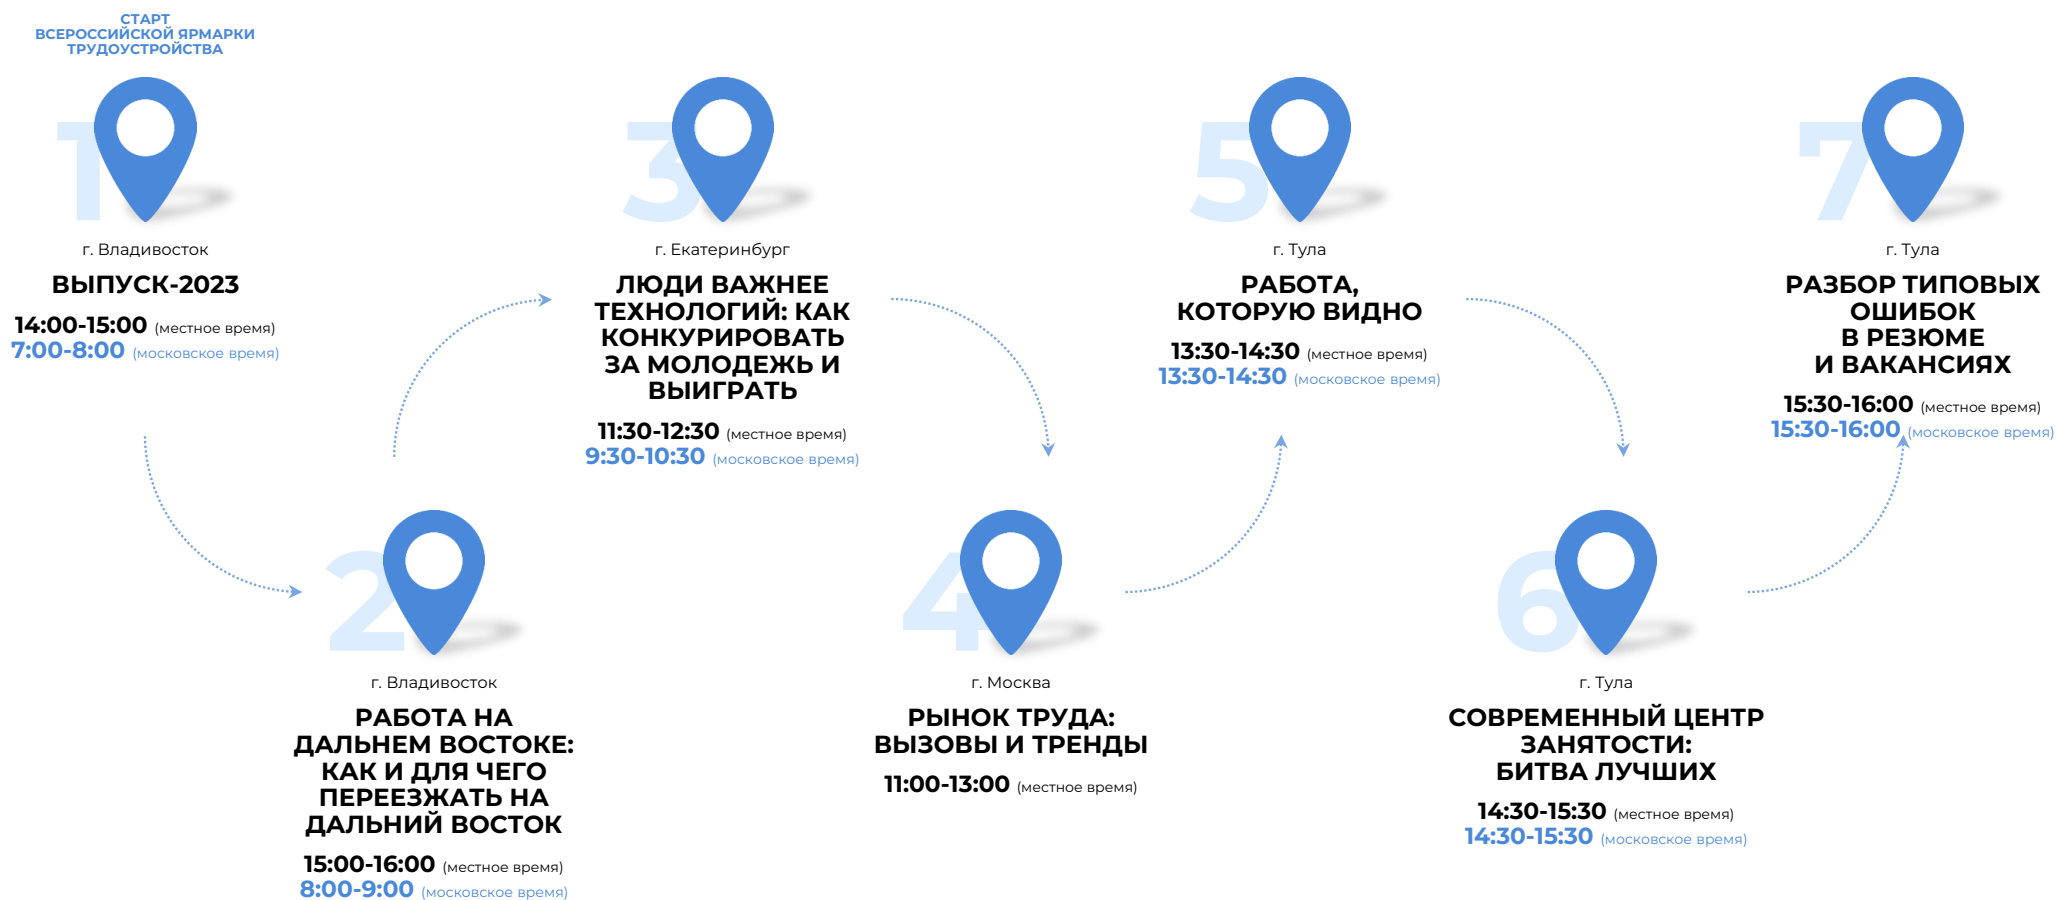 СТАРТ
ВСЕРОССИЙСКОЙ ЯРМАРКИ
ТРУДОУСТРОЙСТВА
1
г. Владивосток
ВЫПУСК-2023
14:00-15:00 (местное время)
7:00-8:00 (московское время)
2
г. Владивосток
РАБОТА НА
ДАЛЬНЕМ ВОСТОКЕ:
КАК И ДЛЯ ЧЕГО
ПЕРЕЕЗЖАТЬ НА
ДАЛЬНИЙ ВОСТОК
15:00-16:00 (местное время)
8:00-9:00 (московское время)
3
г. Екатеринбург
ЛЮДИ ВАЖНЕЕ
ТЕХНОЛОГИЙ: КАК
КОНКУРИРОВАТЬ
ЗА МОЛОДЕЖЬ И
ВЫИГРАТЬ
11:30-12:30 (местное время)
9:30-10:30 (московское время)
4
г. Москва
РЫНОК ТРУДА:
ВЫЗОВЫ И ТРЕНДЫ
11:00-13:00 (местное время)
5
г. Тула
РАБОТА,
КОТОРУЮ ВИДНО
13:30-14:30 (местное время)
13:30-14:30 (московское время)
6
г. Тула
СОВРЕМЕННЫЙ ЦЕНТР
ЗАНЯТОСТИ:
БИТВА ЛУЧШИХ
14:30-15:30 (местное время)
14:30-15:30 (московское время)
7
г. Тула
РАЗБОР ТИПОВЫХ
ОШИБОК
В РЕЗЮМЕ
И ВАКАНСИЯХ
15:30-16:00 (местное время)
15:30-16:00 (московское время)